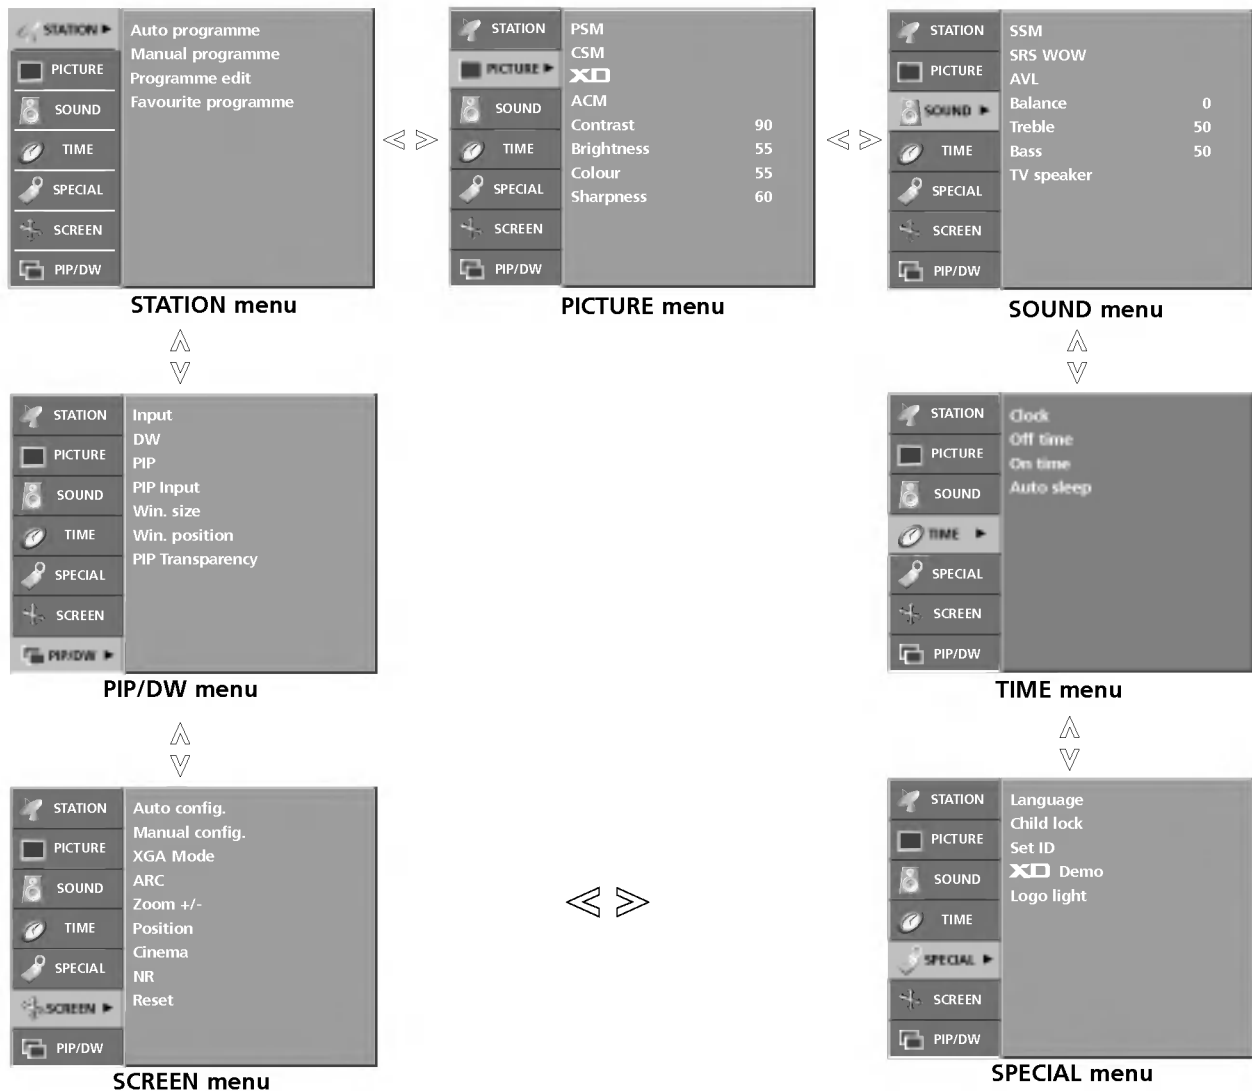 STATION
PICTURE
SOUND
TIME
SPECIAL
SCREEN
PIP/DW
Auto programme
Manual programme
Programme edit
Favourite programme
STATION menu
STATION
PICTURE
SOUND
TIME
SPECIAL
SCREEN
PIP/DW
PSM
CSM
XD
ACM
Contrast 90
Brightness 55
Colour 55
Sharpness 60
PICTURE menu
STATION
PICTURE
SOUND
TIME
SPECIAL
SCREEN
PIP/DW
SSM
SRS WOW
AVL
Balance 0
Treble 50
Bass 50
TV speaker
SOUND menu
STATION
PICTURE
SOUND
TIME
SPECIAL
SCREEN
PIP/DW
Input
DW
PIP
PIP Input
Win. size
Win. position
PIP Transparency
PIP/DW menu
STATION
PICTURE
SOUND
TIME
SPECIAL
SCREEN
PIP/DW
Clock
Off time
On time
Auto sleep
TIME menu
STATION
PICTURE
SOUND
TIME
SPECIAL
SCREEN
PIP/DW
Auto config.
Manual config.
XGA Mode
ARC
Zoom +/-
Position
Cinema
NR
Reset
SCREEN menu
STATION
PICTURE
SOUND
TIME
SPECIAL
SCREEN
PIP/DW
Language
Child lock
Set ID
XD Demo
Logo light
SPECIAL menu